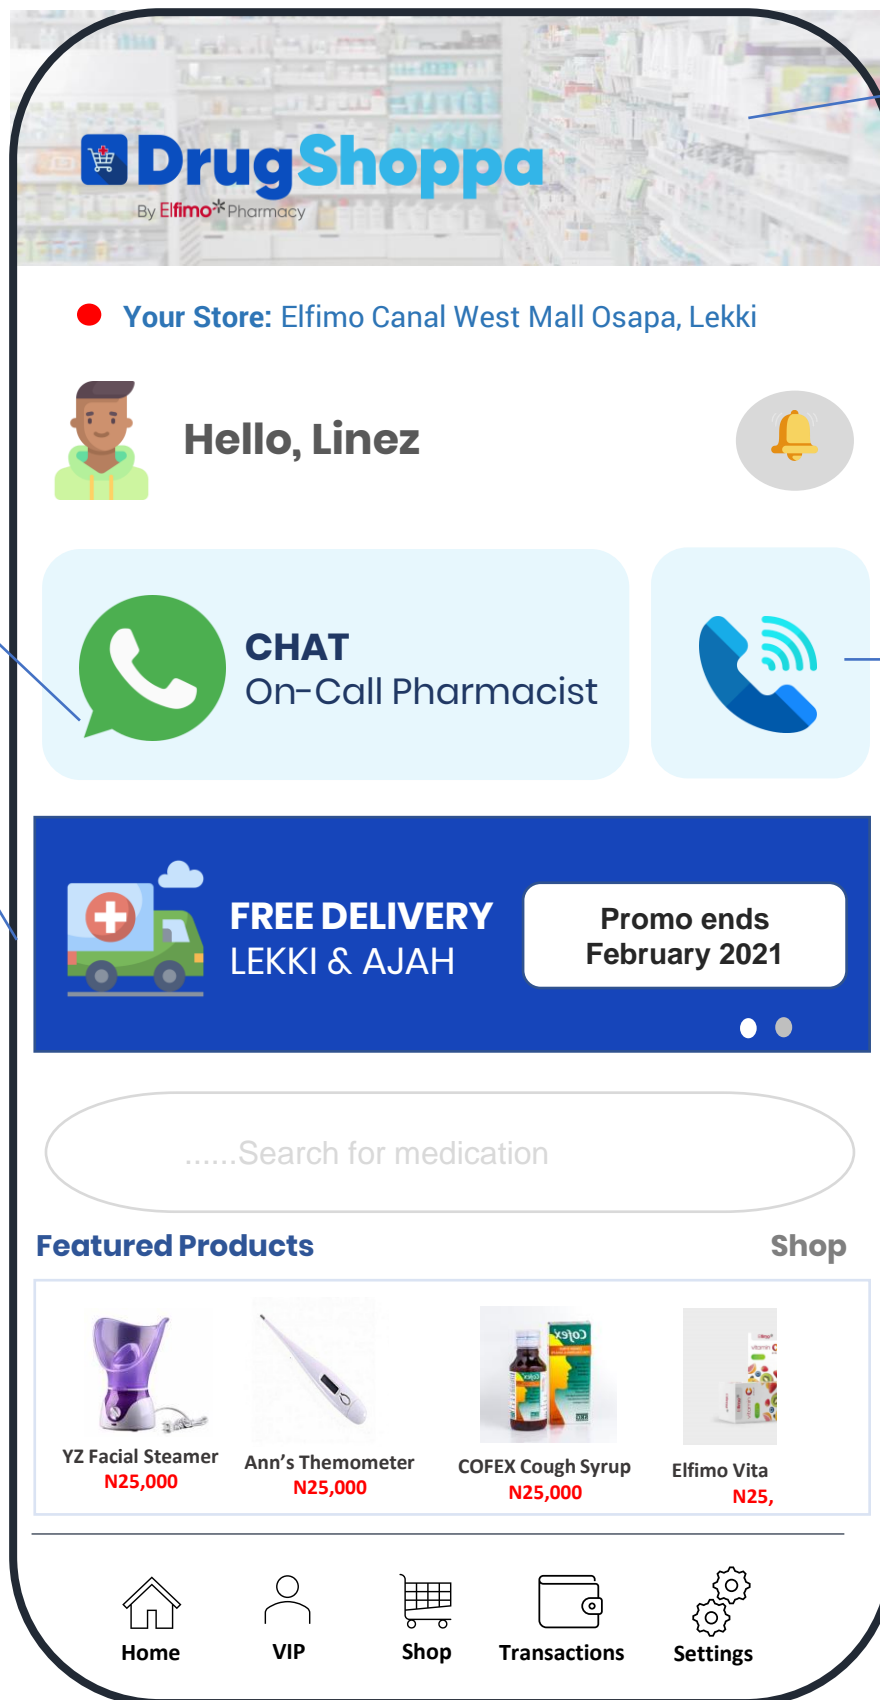 DrugShoppa
By Elfimo Pharmacy
Your Store: Elfimo Canal West Mall Osapa, Lekki
Hello, Linez
CHAT
On-Call Pharmacist
FREE DELIVERY
LEKKI & AJAH
Promo ends
February 2021
......Search for medication
Featured Products
Shop
Cofex
vitamin
YZ Facial Steamer
N25,000
Ann's Themometer
N25,000
COFEX Cough Syrup
N25,000
Elfimo Vita
N25,
Home
VIP
Shop
Transactions
Settings